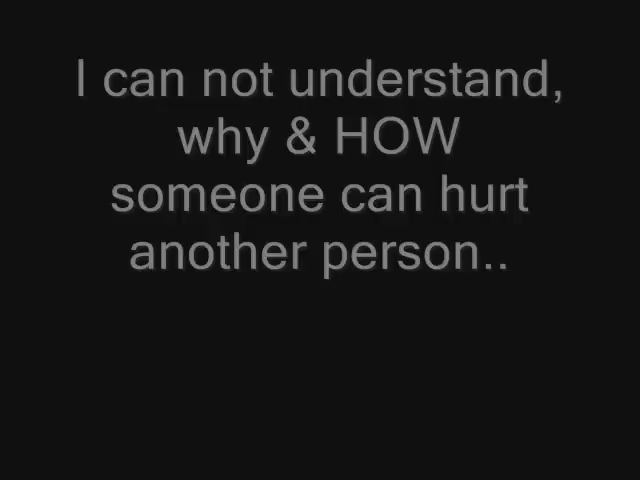 I can not understand,
why & HOW
someone can hurt
another person..